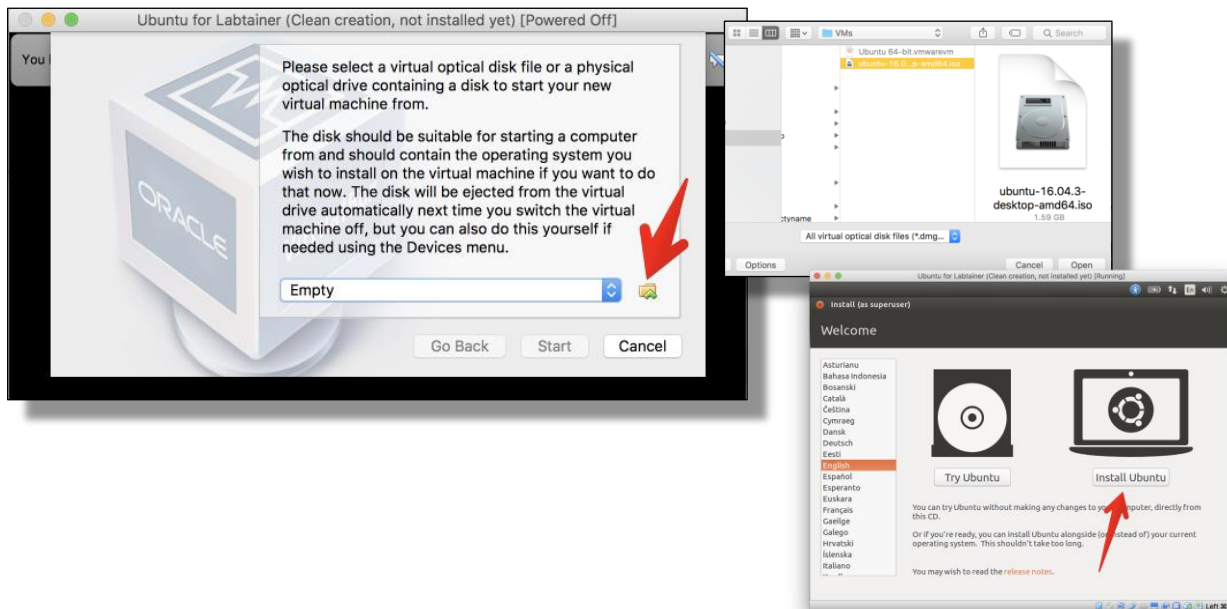 Ubuntu for Labtainer (Clean creation, not installed yet) [Powered Off]
You
Please select a virtual optical disk file or a physical
optical drive containing a disk to start your new
virtual machine from.
The disk should be suitable for starting a computer
from and should contain the operating system you
wish to install on the virtual machine if you want to do
that now. The disk will be ejected from the virtual
drive automatically next time you switch the virtual
machine off, but you can also do this yourself if
needed using the Devices menu.
ORACLE
Empty
Go Back
Start
Cancel
VMs
Search
Ubuntu 64-bit.vmwarevm
ubuntu-16.0...p-amd64.iso
ubuntu-16.04.3-
desktop-amd64.iso
1.59 GB
ctyname
All virtual optical disk files (*.dmg...
Options
Cancel
Open
Ubuntu for Labtainer (Clean creation, not installed yet) [Running]
En
Install (as superuser)
Welcome
Asturianu
Bahasa Indonesia
Bosanski
Català
Čeština
Cymraeg
Dansk
Deutsch
Eesti
English
Español
Esperanto
Euskara
Français
Gaeilge
Galego
Hrvatski
Íslenska
Italiano
Try Ubuntu
Install Ubuntu
You can try Ubuntu without making any changes to your computer, directly from
this CD.
Or if you're ready, you can install Ubuntu alongside (or instead of) your current
operating system. This shouldn't take too long.
You may wish to read the release notes.
Left ⌘